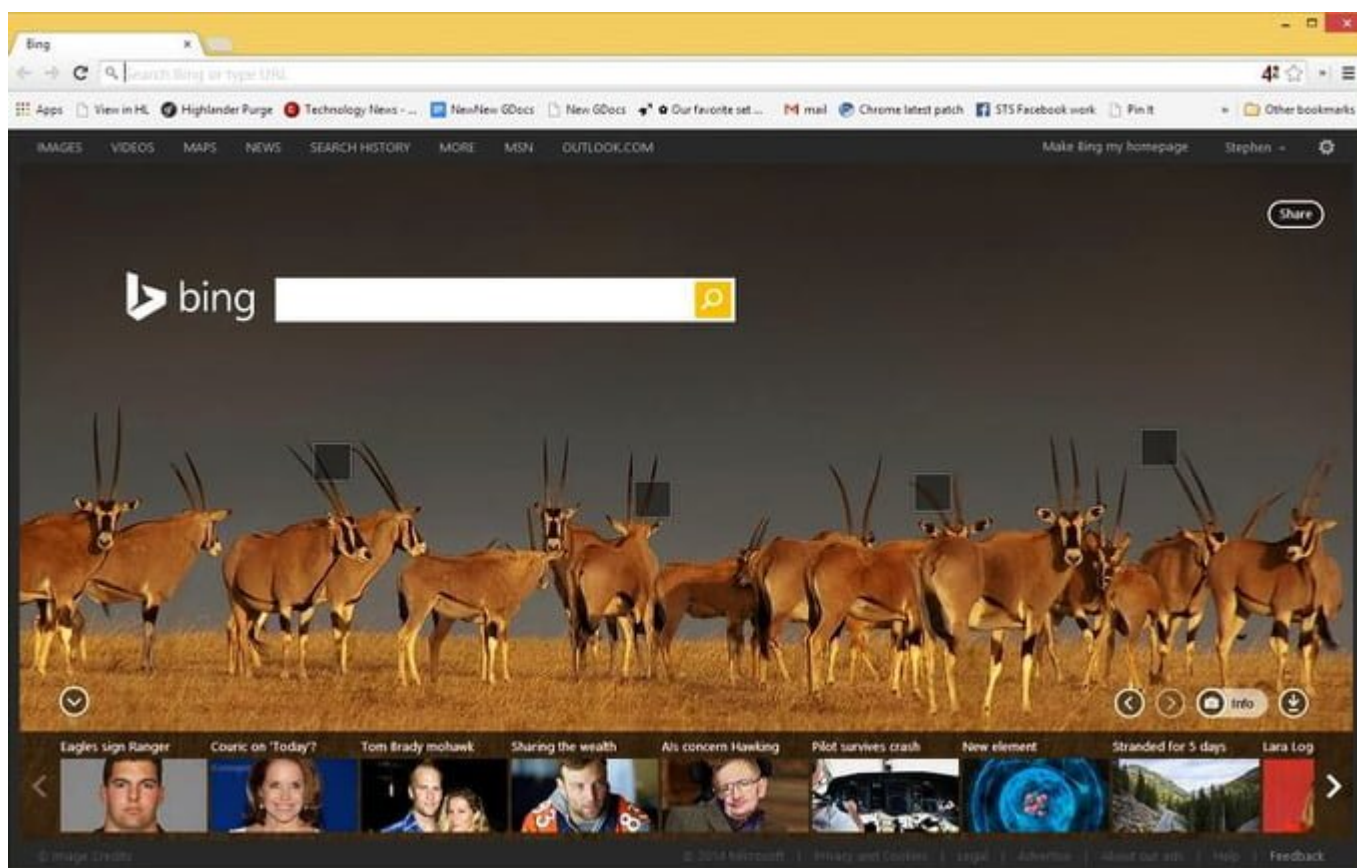 Bing
Search Bing or type URL
Apps View in HL Highlander Purge Technology News - ... NewNew GDocs New GDocs Our favorite set ... mail Chrome latest patch STS Facebook work Pin It » Other bookmarks
IMAGES VIDEOS MAPS NEWS SEARCH HISTORY MORE MSN OUTLOOK.COM Make Bing my homepage Stephen
Share
bing
Info
Eagles sign Ranger Couric on 'Today'? Tom Brady mohawk Sharing the wealth Als concern Hawking Pilot survives crash New element Stranded for 5 days Lara Log
© Image Credits © 2014 Microsoft | Privacy and Cookies | Legal | Advertise | About our ads | Help | Feedback